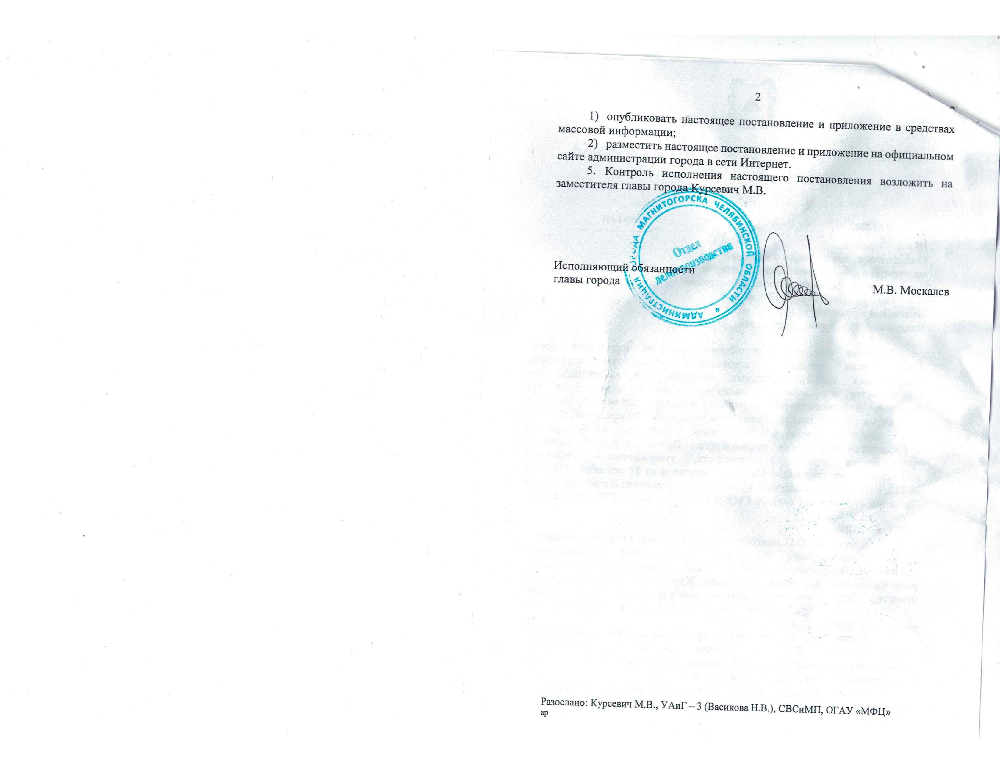 2
1) опубликовать настоящее постановление и приложение в средствах
массовой информации;
2) разместить настоящее постановление и приложение на официальном
сайте администрации города в сети Интернет.
5. Контроль исполнения настоящего постановления возложить на
заместителя главы города Курсевич М.В.
АДМИНИСТРАЦИЯ ГОРОДА МАГНИТОГОРСКА ЧЕЛЯБИНСКОЙ ОБЛАСТИ *
Отдел
делопроизводства
Исполняющий обязанности
главы города
М.В. Москалев
Разослано: Курсевич М.В., УАиГ – 3 (Васикова Н.В.), СВСиМП, ОГАУ «МФЦ»
ар